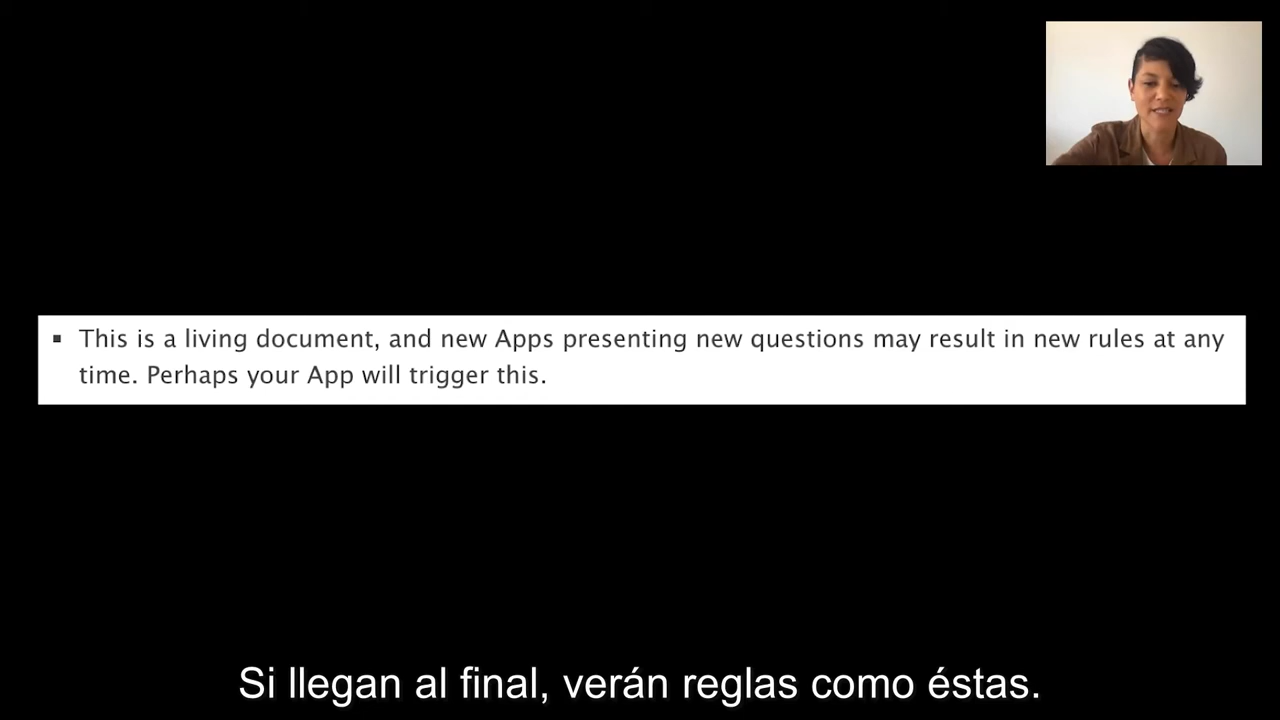 ▪ This is a living document, and new Apps presenting new questions may result in new rules at any
time. Perhaps your App will trigger this.
Si llegan al final, verán reglas como éstas.